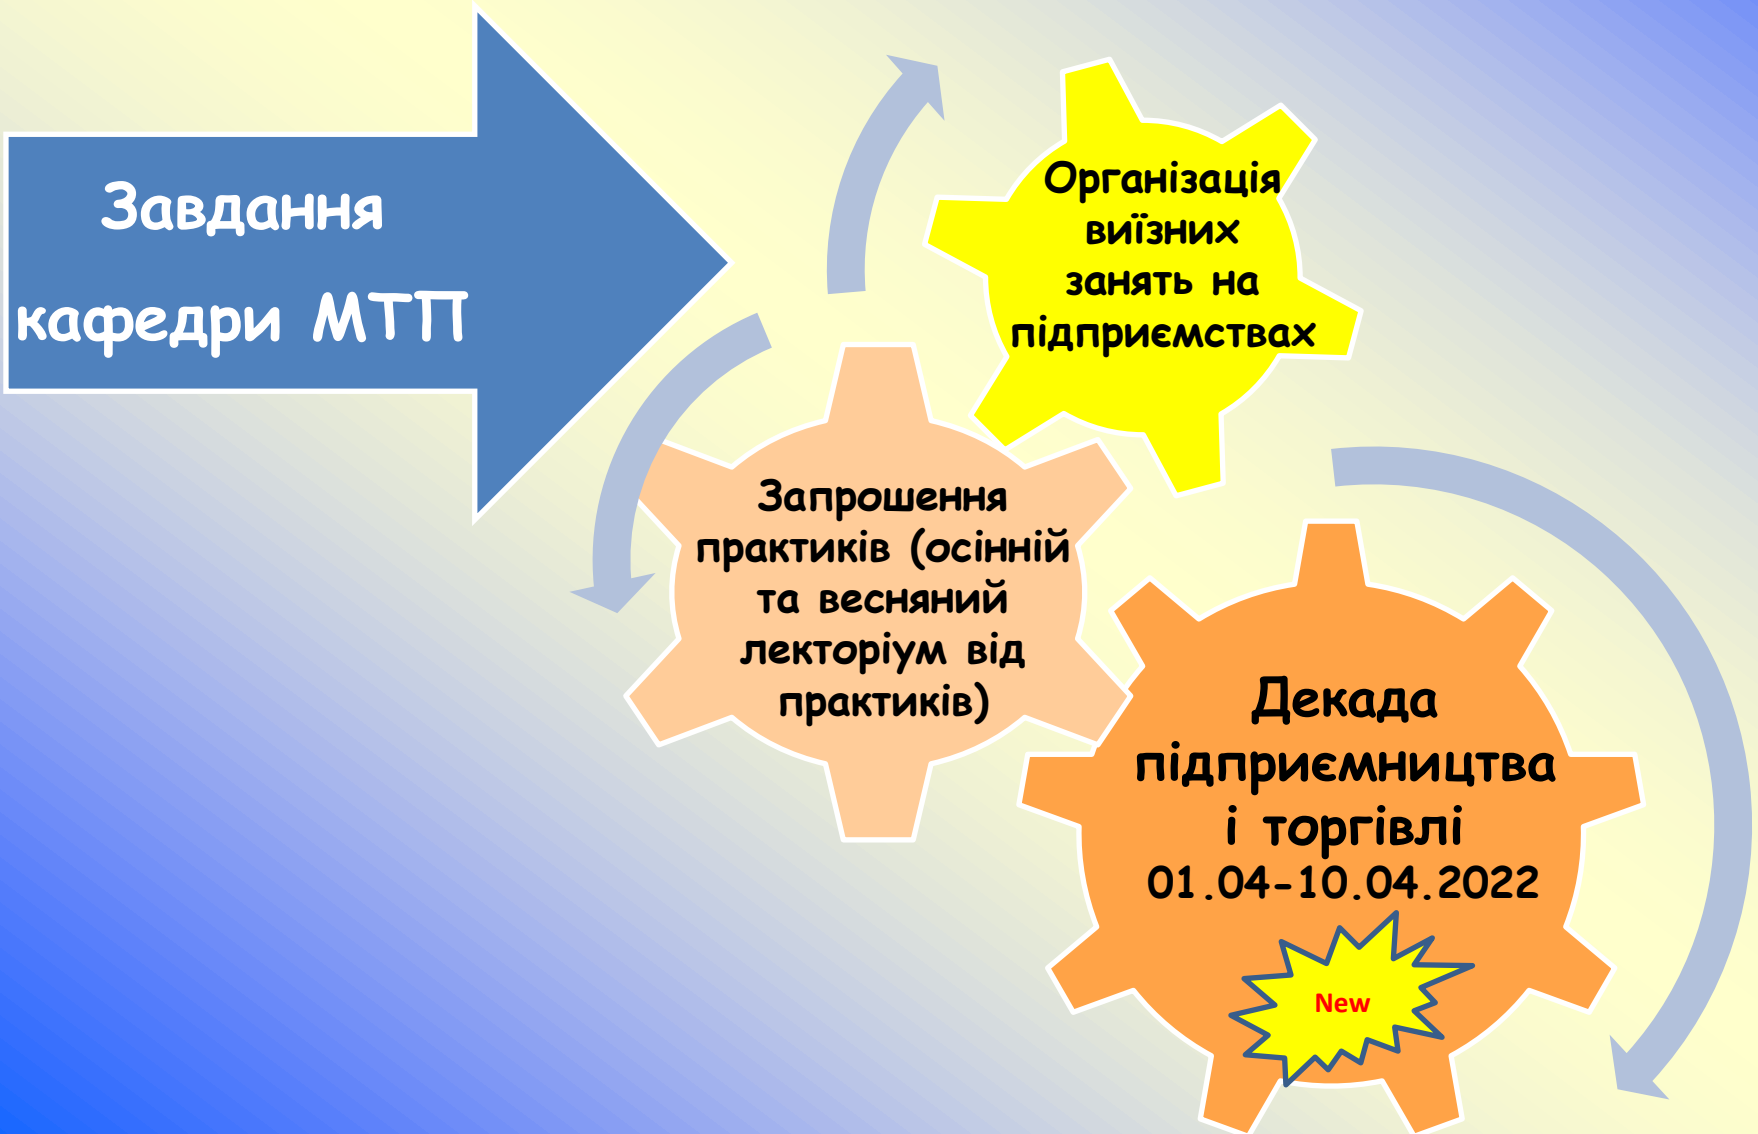 Завдання
кафедри МТП
Організація
виїзних
занять на
підприємствах
Запрошення
практиків (осінній
та весняний
лекторіум від
практиків)
Декада
підприємництва
і торгівлі
01.04-10.04.2022
New